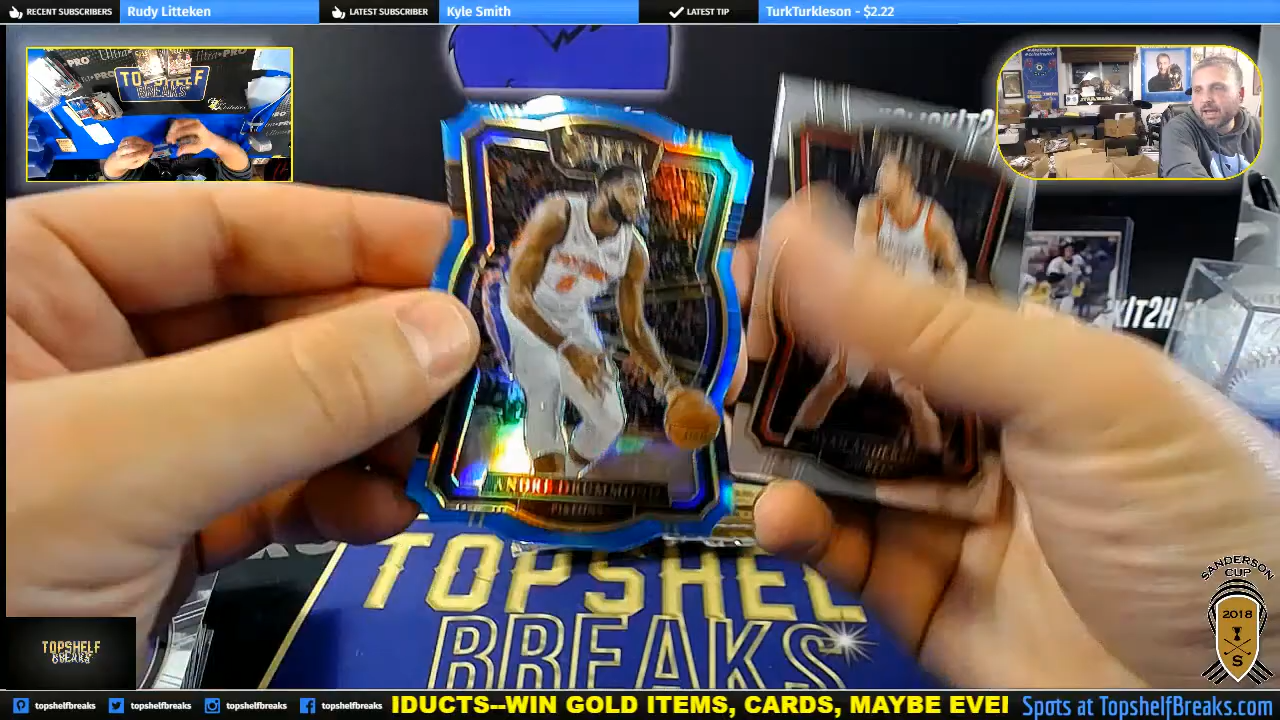 RECENT SUBSCRIBERS Rudy Litteken LATEST SUBSCRIBER Kyle Smith LATEST TIP TurkTurkleson - $2.22
TOPSHELF
BREAKS
ANDRE DRUMMOND
PISTONS
TOPSHEL
BREAKS
TOPSHELF
BREAKS
SANDERSON
CUP
2018
S
topshelfbreaks topshelfbreaks topshelfbreaks topshelfbreaks IDUCTS--WIN GOLD ITEMS, CARDS, MAYBE EVEI Spots at TopshelfBreaks.com